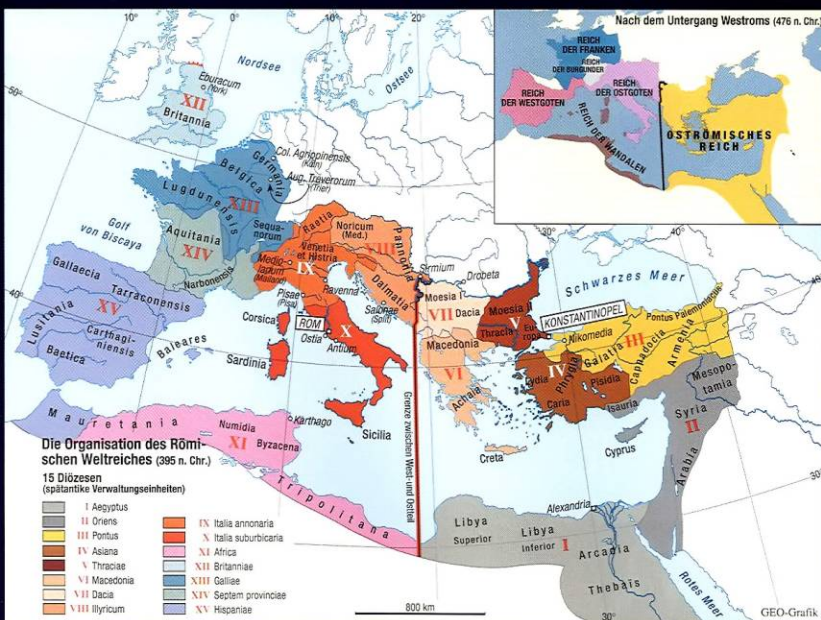 Nach dem Untergang Westroms (476 n. Chr.)
REICH
DER FRANKEN
REICH
DER BURGUNDER
REICH
DER WESTGOTEN
REICH
DER OSTGOTEN
REICH DER WANDALEN
OSTRÖMISCHES
REICH
10°
0°
10°
20°
30°
40°
50°
40°
30°
30°
Nordsee
Ostsee
Eburacum
(York)
XII
Britannia
Germania
Belgica
Col. Agrippinensis
(Köln)
Aug. Treverorum
(Trier)
Lugdunensis
XIII
Sequanorum
Golf
von Biscaya
Aquitania
XIV
Narbonensis
Raetia
Noricum
(Med.)
VIII
Pannonia
Venetia
et Histria
Mediolanum
(Mailand)
IX
Ravenna
Pisae
(Pisa)
Dalmatia
Salonae
(Split)
Sirmium
Drobeta
Moesia I
VII
Dacia
Moesia II
V
Thracia
Europa
KONSTANTINOPEL
Schwarzes Meer
Nikomedia
Pontus Palemoniacus
Galatia
III
Cappadocia
Armenia
Gallaecia
Tarraconensis
Lusitania
XV
Carthaginiensis
Baetica
Baleares
Corsica
ROM
Ostia
Antium
X
Sardinia
Sicilia
Macedonia
VI
Achaia
Creta
IV
Phrygia
Lydia
Caria
Pisidia
Isauria
Cyprus
Mesopotamia
Syria
II
Arabia
Mauretania
Numidia
XI
Byzacena
Karthago
Tripolitana
Grenze zwischen West- und Ostteil
Libya
Superior
Libya
Inferior
I
Alexandria
Arcadia
Thebaïs
Rotes Meer
Die Organisation des Römischen Weltreiches (395 n. Chr.)
15 Diözesen
(spätantike Verwaltungseinheiten)
I Aegyptus
II Oriens
III Pontus
IV Asiana
V Thraciae
VI Macedonia
VII Dacia
VIII Illyricum
IX Italia annonaria
X Italia suburbicaria
XI Africa
XII Britanniae
XIII Galliae
XIV Septem provinciae
XV Hispaniae
800 km
GEO-Grafik